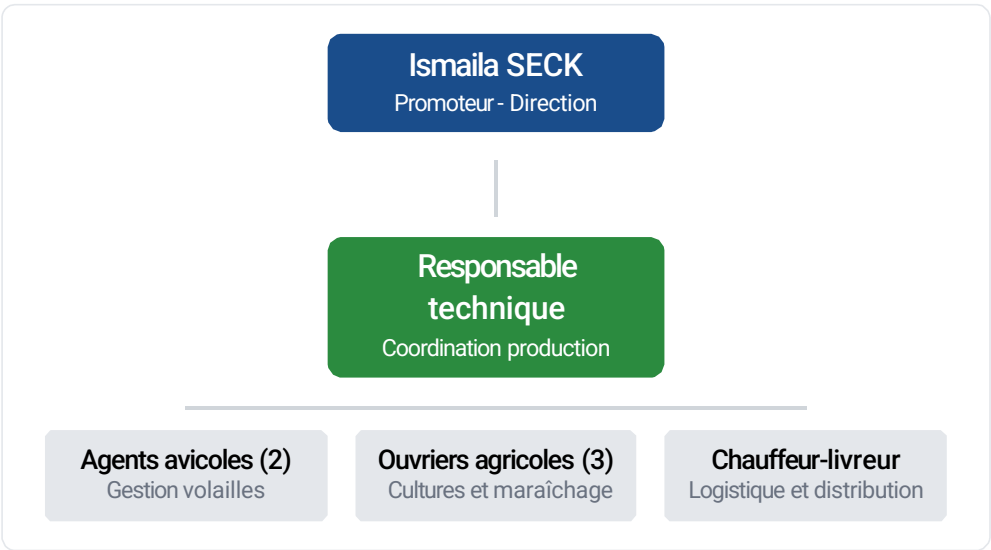 Ismaila SECK
Promoteur - Direction
Responsable
technique
Coordination production
Agents avicoles (2)
Gestion volailles
Ouvriers agricoles (3)
Cultures et maraîchage
Chauffeur-livreur
Logistique et distribution